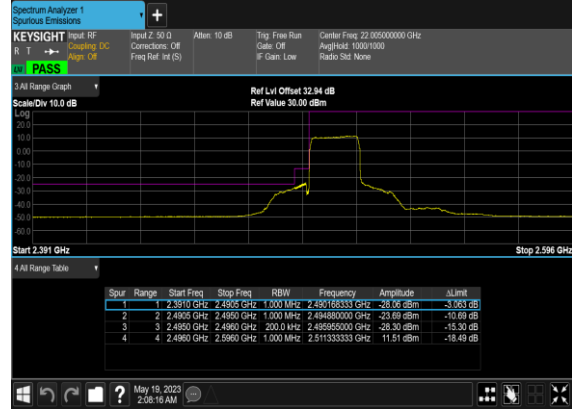 Spectrum Analyzer 1
Spurious Emissions
+
KEYSIGHT Input: RF Input Z: 50 Ω Atten: 10 dB Trig: Free Run Center Freq: 22.005000000 GHz
R T Coupling: DC Corrections: Off Gate: Off Avg|Hold: 1000/1000
Align: Off Freq Ref: Int (S) IF Gain: Low Radio Std: None
PASS
3 All Range Graph
Ref Lvl Offset 32.94 dB
Scale/Div 10.0 dB Ref Value 30.00 dBm
Log
20.0
10.0
0.00
-10.0
-20.0
-30.0
-40.0
-50.0
-60.0
Start 2.391 GHz Stop 2.596 GHz
4 All Range Table
Spur Range Start Freq Stop Freq RBW Frequency Amplitude ΔLimit
1 1 2.3910 GHz 2.4905 GHz 1.000 MHz 2.490168333 GHz -28.06 dBm -3.063 dB
2 2 2.4905 GHz 2.4950 GHz 1.000 MHz 2.494880000 GHz -23.69 dBm -10.69 dB
3 3 2.4950 GHz 2.4960 GHz 200.0 kHz 2.495955000 GHz -28.30 dBm -15.30 dB
4 4 2.4960 GHz 2.5960 GHz 1.000 MHz 2.511333333 GHz 11.51 dBm -18.49 dB
? May 19, 2023
2:08:16 AM